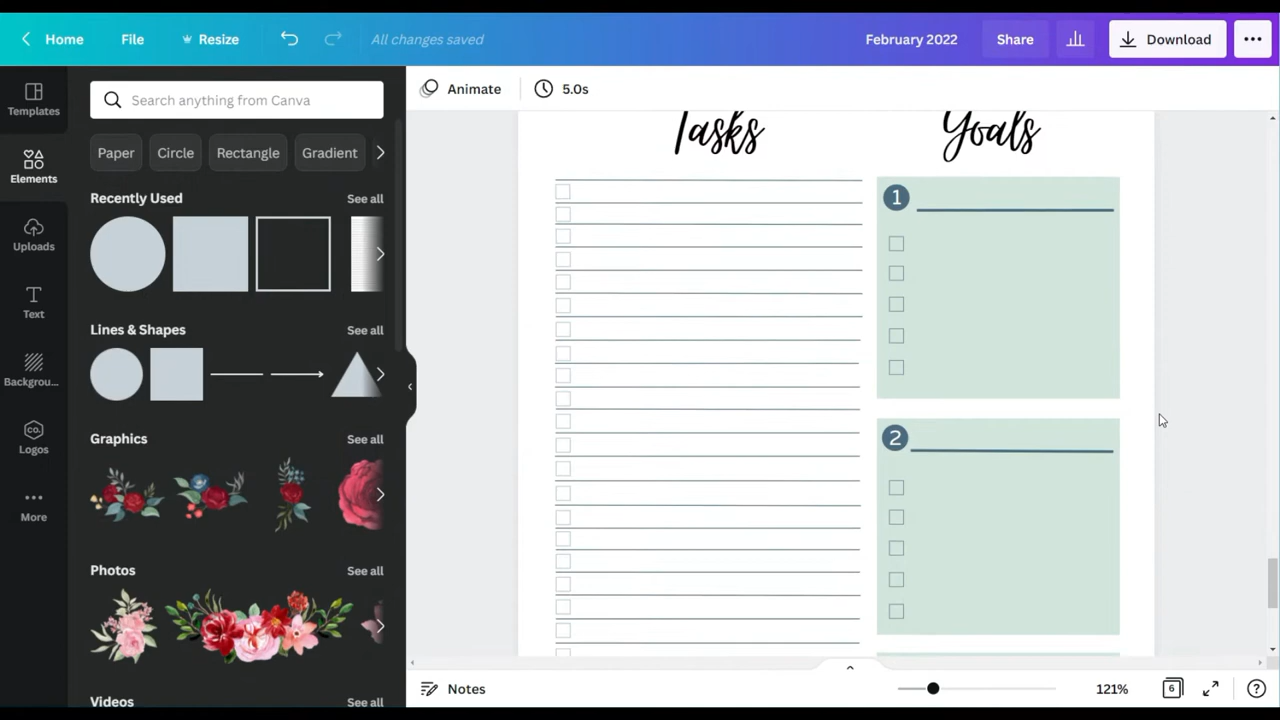 Home
File
Resize
All changes saved
February 2022
Share
Download
Templates
Elements
Uploads
Text
Backgrou...
CO.
Logos
More
Search anything from Canva
Paper
Circle
Rectangle
Gradient
Recently Used
See all
Lines & Shapes
See all
Graphics
See all
Photos
See all
Videos
See all
Animate
5.0s
Tasks
Goals
1
2
Notes
121%
6
?